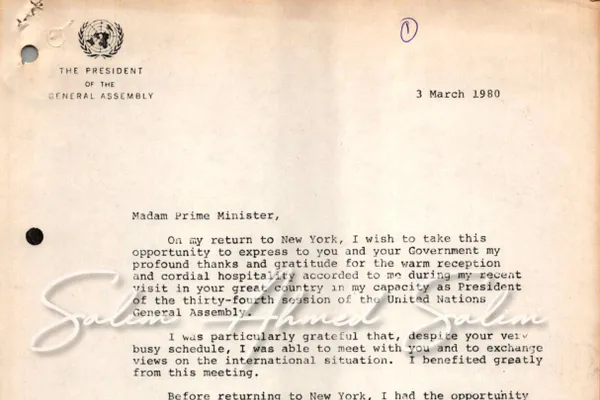 1
THE PRESIDENT
OF THE
GENERAL ASSEMBLY
3 March 1980
Madam Prime Minister,
On my return to New York, I wish to take this
opportunity to express to you and your Government my
profound thanks and gratitude for the warm reception
and cordial hospitality accorded to me during my recent
visit in your great country in my capacity as President
of the thirty-fourth session of the United Nations
General Assembly.
Salim Ahmed Salim
I was particularly grateful that, despite your very
busy schedule, I was able to meet with you and to exchange
views on the international situation. I benefited greatly
from this meeting.
Before returning to New York, I had the opportunity